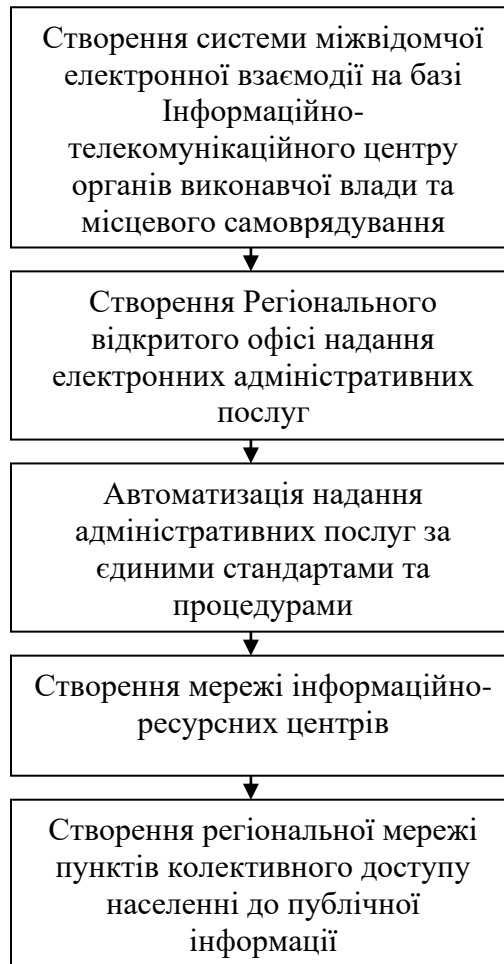 Створення системи міжвідомчої
електронної взаємодії на базі
Інформаційно-
телекомунікаційного центру
органів виконавчої влади та
місцевого самоврядування
Створення Регіонального
відкритого офісі надання
електронних адміністративних
послуг
Автоматизація надання
адміністративних послуг за
єдиними стандартами та
процедурами
Створення мережі інформаційно-
ресурсних центрів
Створення регіональної мережі
пунктів колективного доступу
населенні до публічної
інформації